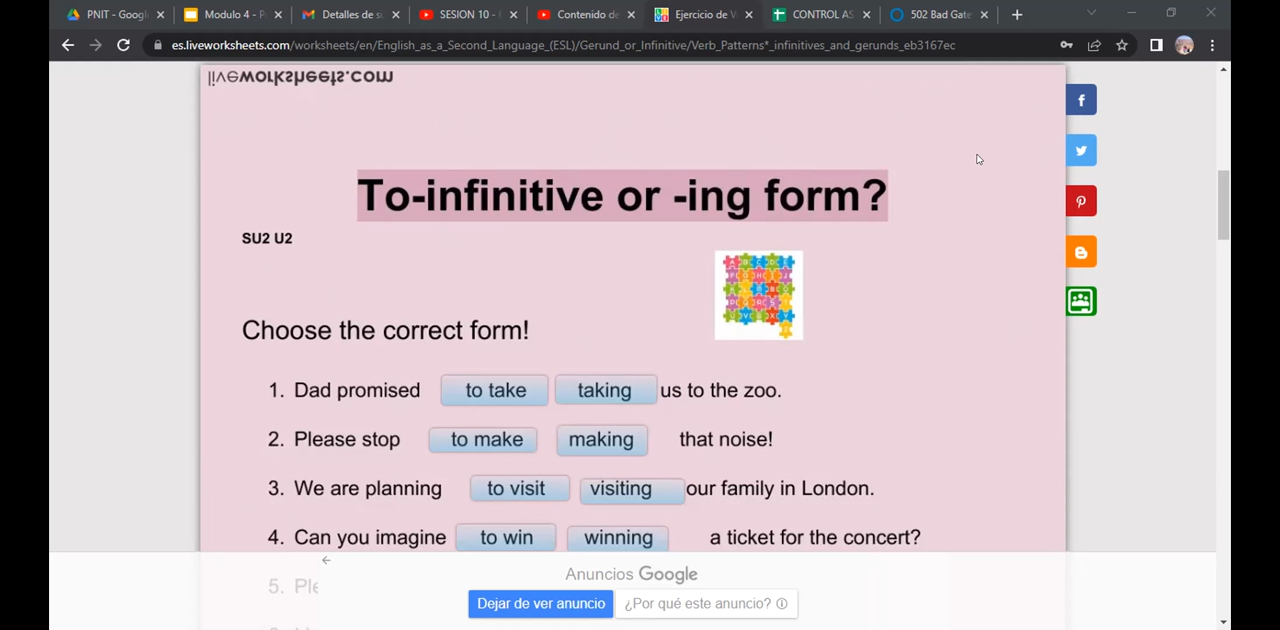 PNIT - Googl
Modulo 4 - P
Detalles de su
SESION 10 -
Contenido de
Ejercicio de V
CONTROL AS
502 Bad Gate
es.liveworksheets.com/worksheets/en/English_as_a_Second_Language_(ESL)/Gerund_or_Infinitive/Verb_Patterns*_infinitives_and_gerunds_eb3167ec
liveworksheets.com
To-infinitive or -ing form?
SU2 U2
Choose the correct form!
1. Dad promised to take taking us to the zoo.
2. Please stop to make making that noise!
3. We are planning to visit visiting our family in London.
4. Can you imagine to win winning a ticket for the concert?
Anuncios Google
5. Ple
Dejar de ver anuncio ¿Por qué este anuncio?